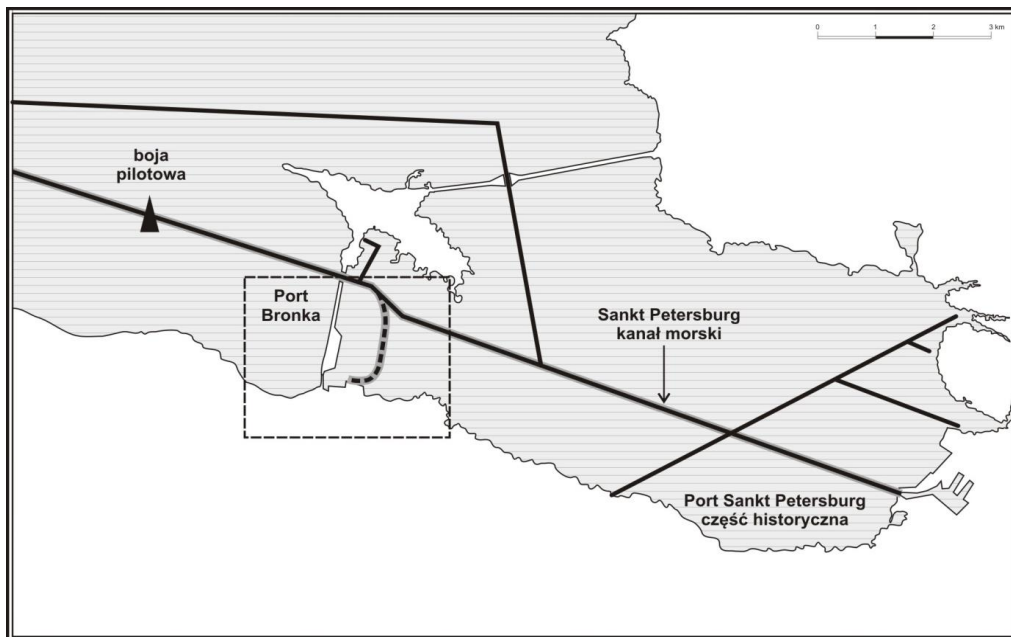 0 1 2 3 km
boja
pilotowa
Port
Bronka
Sankt Petersburg
kanał morski
Port Sankt Petersburg
część historyczna